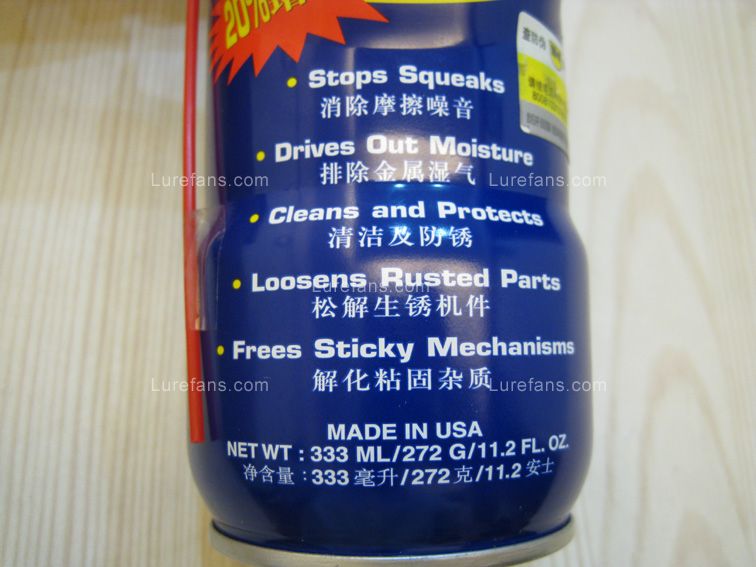 20%
查防伪
• Stops Squeaks
消除摩擦噪音
• Drives Out Moisture
排除金属湿气
Lurefans.com Lurefans.com
• Cleans and Protects
清洁及防锈
• Loosens Rusted Parts
Lurefans.com
松解生锈机件
• Frees Sticky Mechanisms
解化粘固杂质
Lurefans.com Lurefans.com
MADE IN USA
NET WT : 333 ML/272 G/11.2 FL. OZ.
净含量 : 333 毫升/272 克/11.2 安士